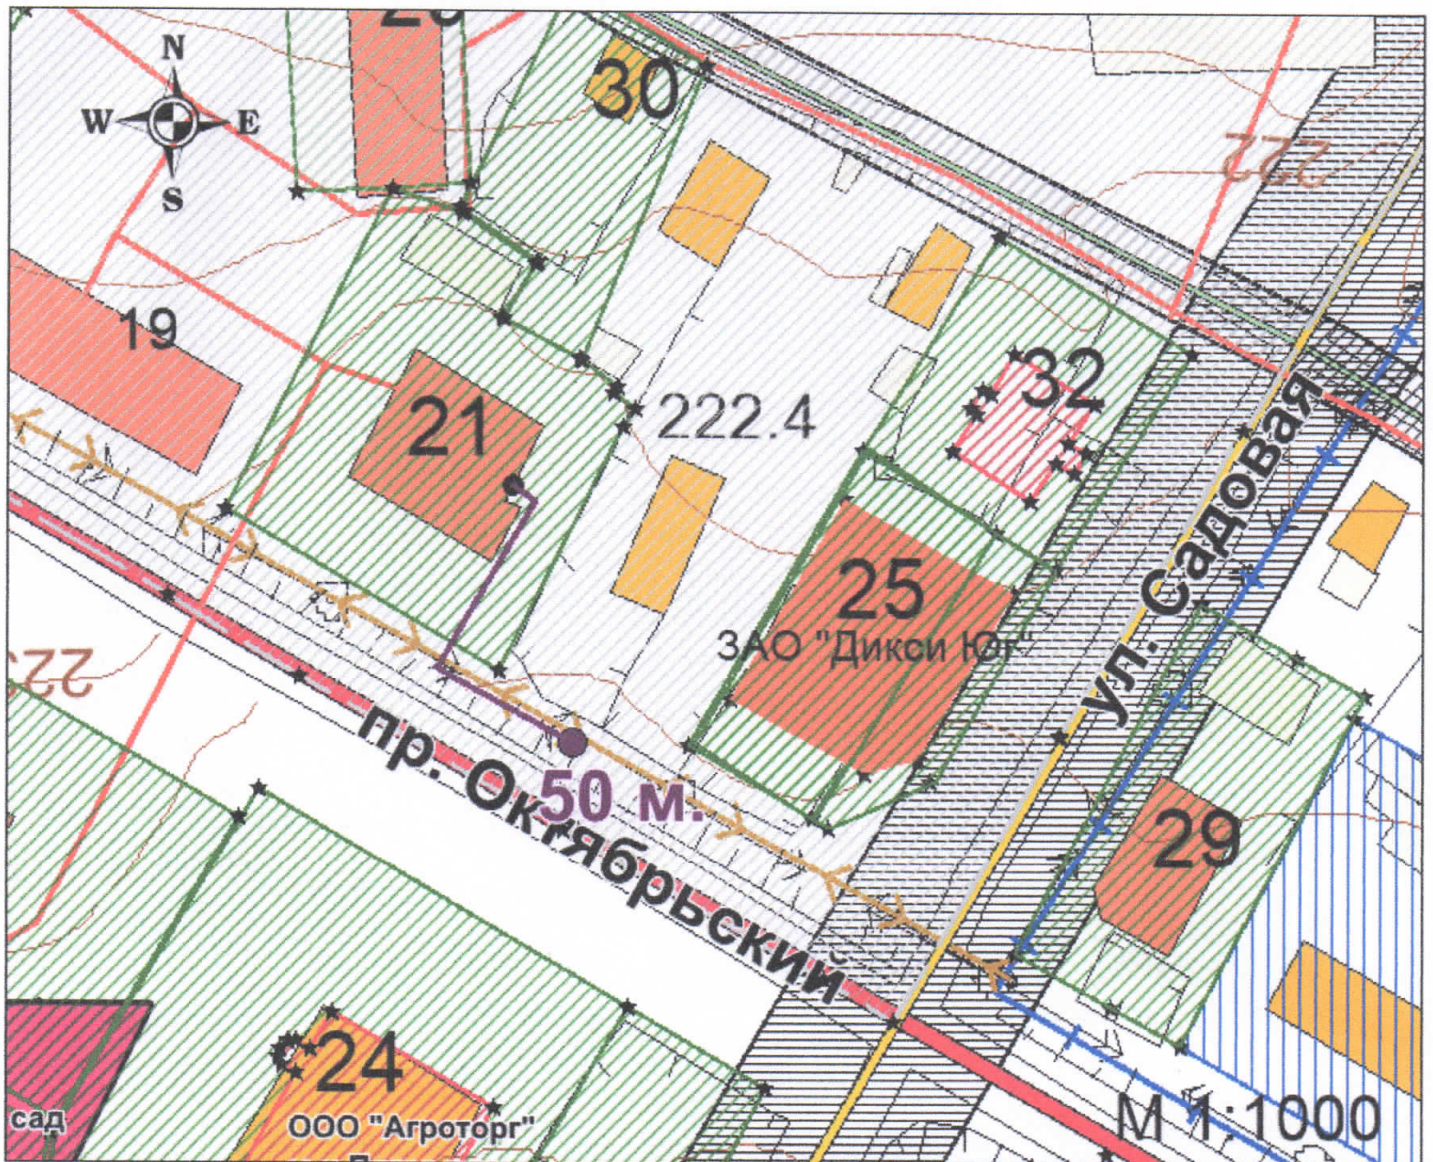 N
W E
S
30
222
19
32
21
222.4
25
ЗАО "Дикси Юг"
ул. Садовая
пр. Октябрьский
50 м.
29
24
сад
ООО "Агроторг"
М 1:1000